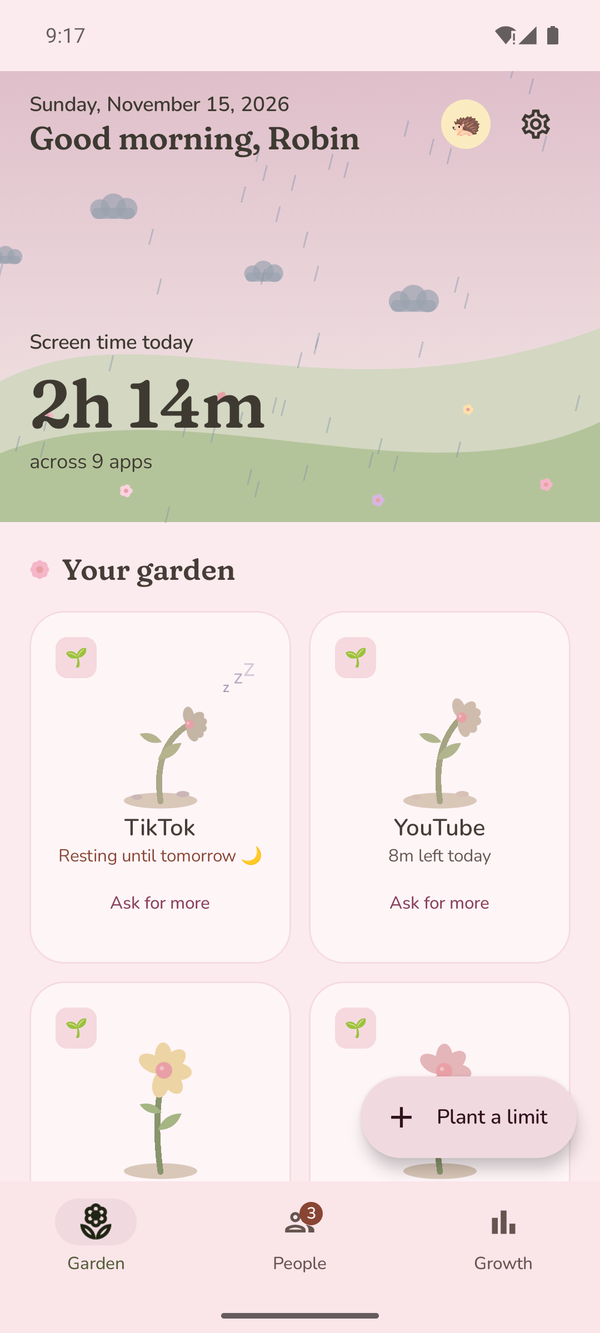 9:17
Sunday, November 15, 2026
Good morning, Robin
Screen time today
2h 14m
across 9 apps
Your garden
z z Z
TikTok
Resting until tomorrow 🌙
Ask for more
YouTube
8m left today
Ask for more
Plant a limit
3
Garden
People
Growth